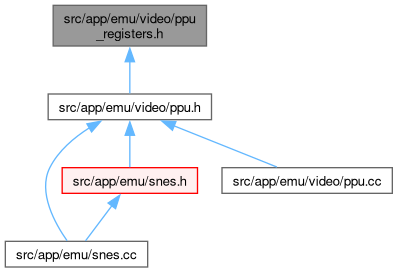 src/app/emu/video/ppu
_registers.h
src/app/emu/video/ppu.h
src/app/emu/snes.h
src/app/emu/video/ppu.cc
src/app/emu/snes.cc